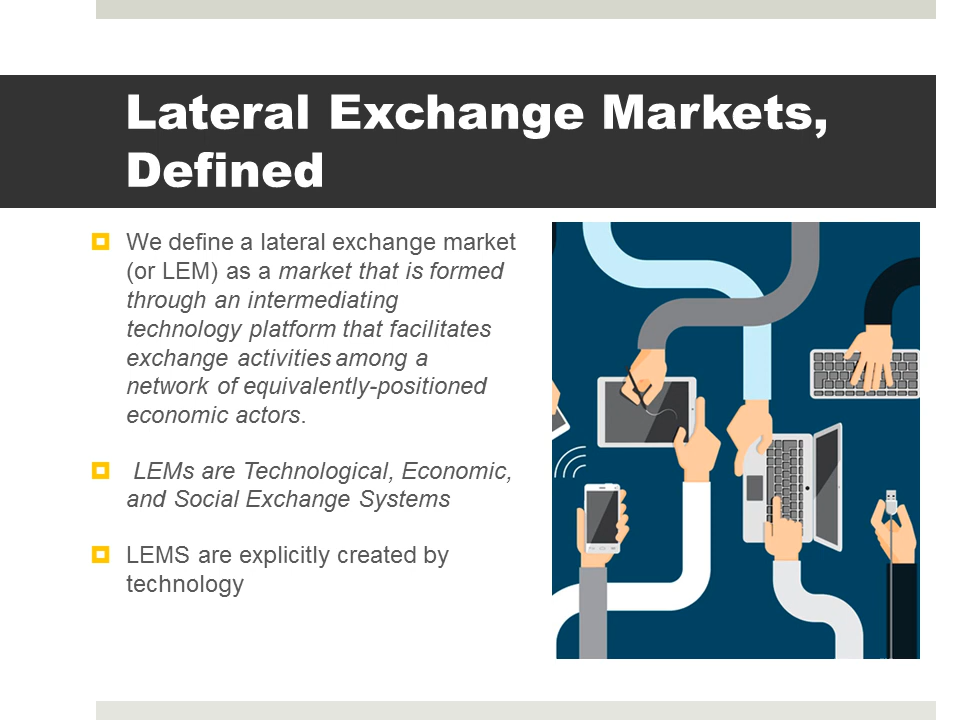 Lateral Exchange Markets,
Defined
We define a lateral exchange market
(or LEM) as a market that is formed
through an intermediating
technology platform that facilitates
exchange activities among a
network of equivalently-positioned
economic actors.
LEMs are Technological, Economic,
and Social Exchange Systems
LEMS are explicitly created by
technology